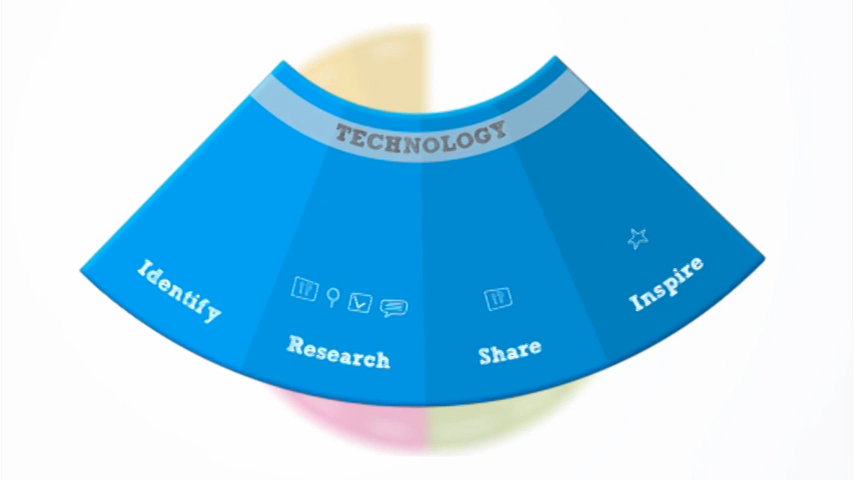 TECHNOLOGY
Identify
Research
Share
Inspire